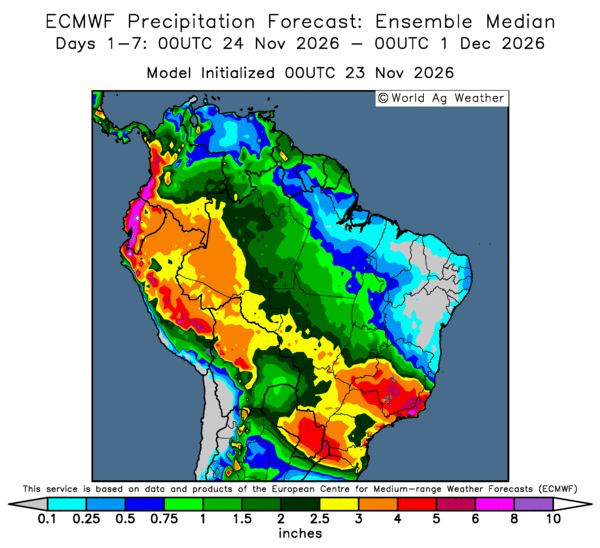 ECMWF Precipitation Forecast: Ensemble Median
Days 1–7: 00UTC 24 Nov 2026 – 00UTC 1 Dec 2026
Model Initialized 00UTC 23 Nov 2026
©World Ag Weather
This service is based on data and products of the European Centre for Medium-range Weather Forecasts (ECMWF)
0.1 0.25 0.5 0.75 1 1.5 2 2.5 3 4 5 6 8 10
inches